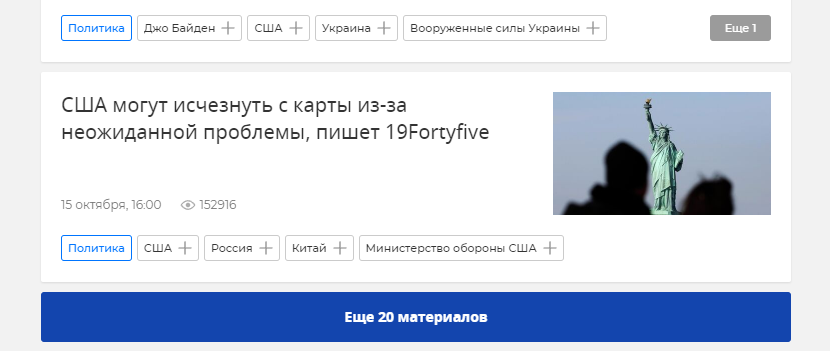 Политика Джо Байден США Украина Вооруженные силы Украины Еще 1
США могут исчезнуть с карты из-за
неожиданной проблемы, пишет 19Fortyfive
15 октября, 16:00 152916
Политика США Россия Китай Министерство обороны США
Еще 20 материалов